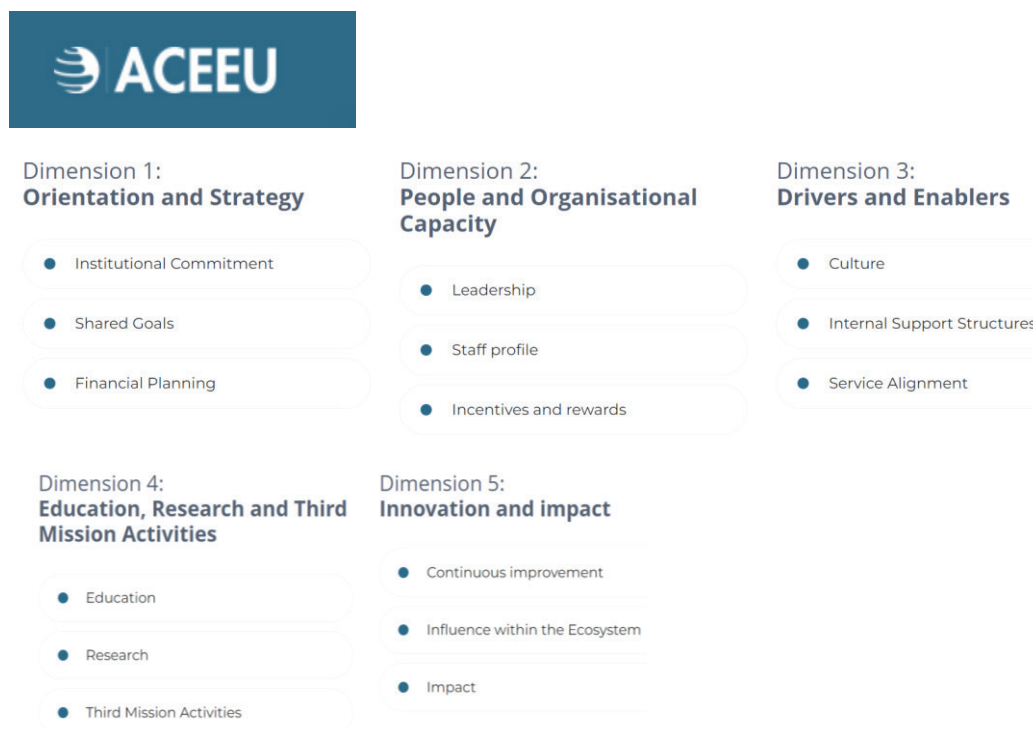 ACEEU
Dimension 1:
Orientation and Strategy
Institutional Commitment
Shared Goals
Financial Planning
Dimension 2:
People and Organisational
Capacity
Leadership
Staff profile
Incentives and rewards
Dimension 3:
Drivers and Enablers
Culture
Internal Support Structures
Service Alignment
Dimension 4:
Education, Research and Third
Mission Activities
Education
Research
Third Mission Activities
Dimension 5:
Innovation and impact
Continuous improvement
Influence within the Ecosystem
Impact